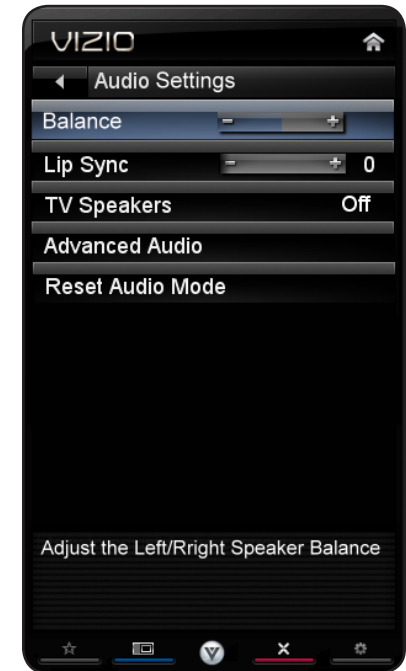 VIZIO
Audio Settings
Balance - +
Lip Sync - + 0
TV Speakers Off
Advanced Audio
Reset Audio Mode
Adjust the Left/Rright Speaker Balance
V